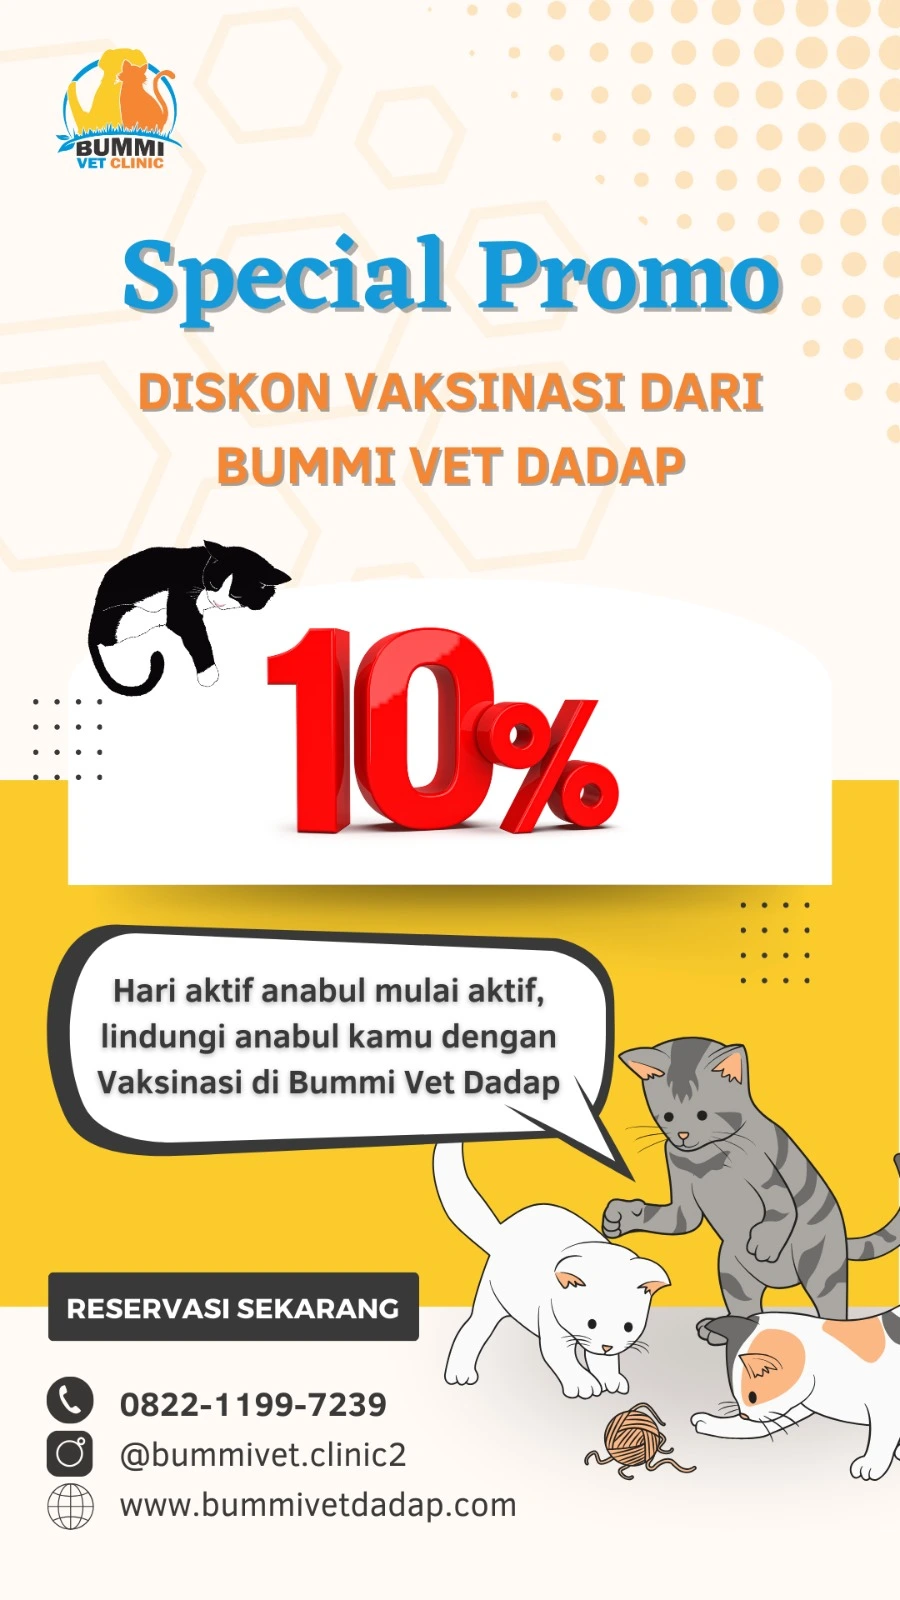 BUMMI
VET CLINIC
Special Promo
DISKON VAKSINASI DARI
BUMMI VET DADAP
10%
Hari aktif anabul mulai aktif,
lindungi anabul kamu dengan
Vaksinasi di Bummi Vet Dadap
RESERVASI SEKARANG
0822-1199-7239
@bummivet.clinic2
www.bummivetdadap.com